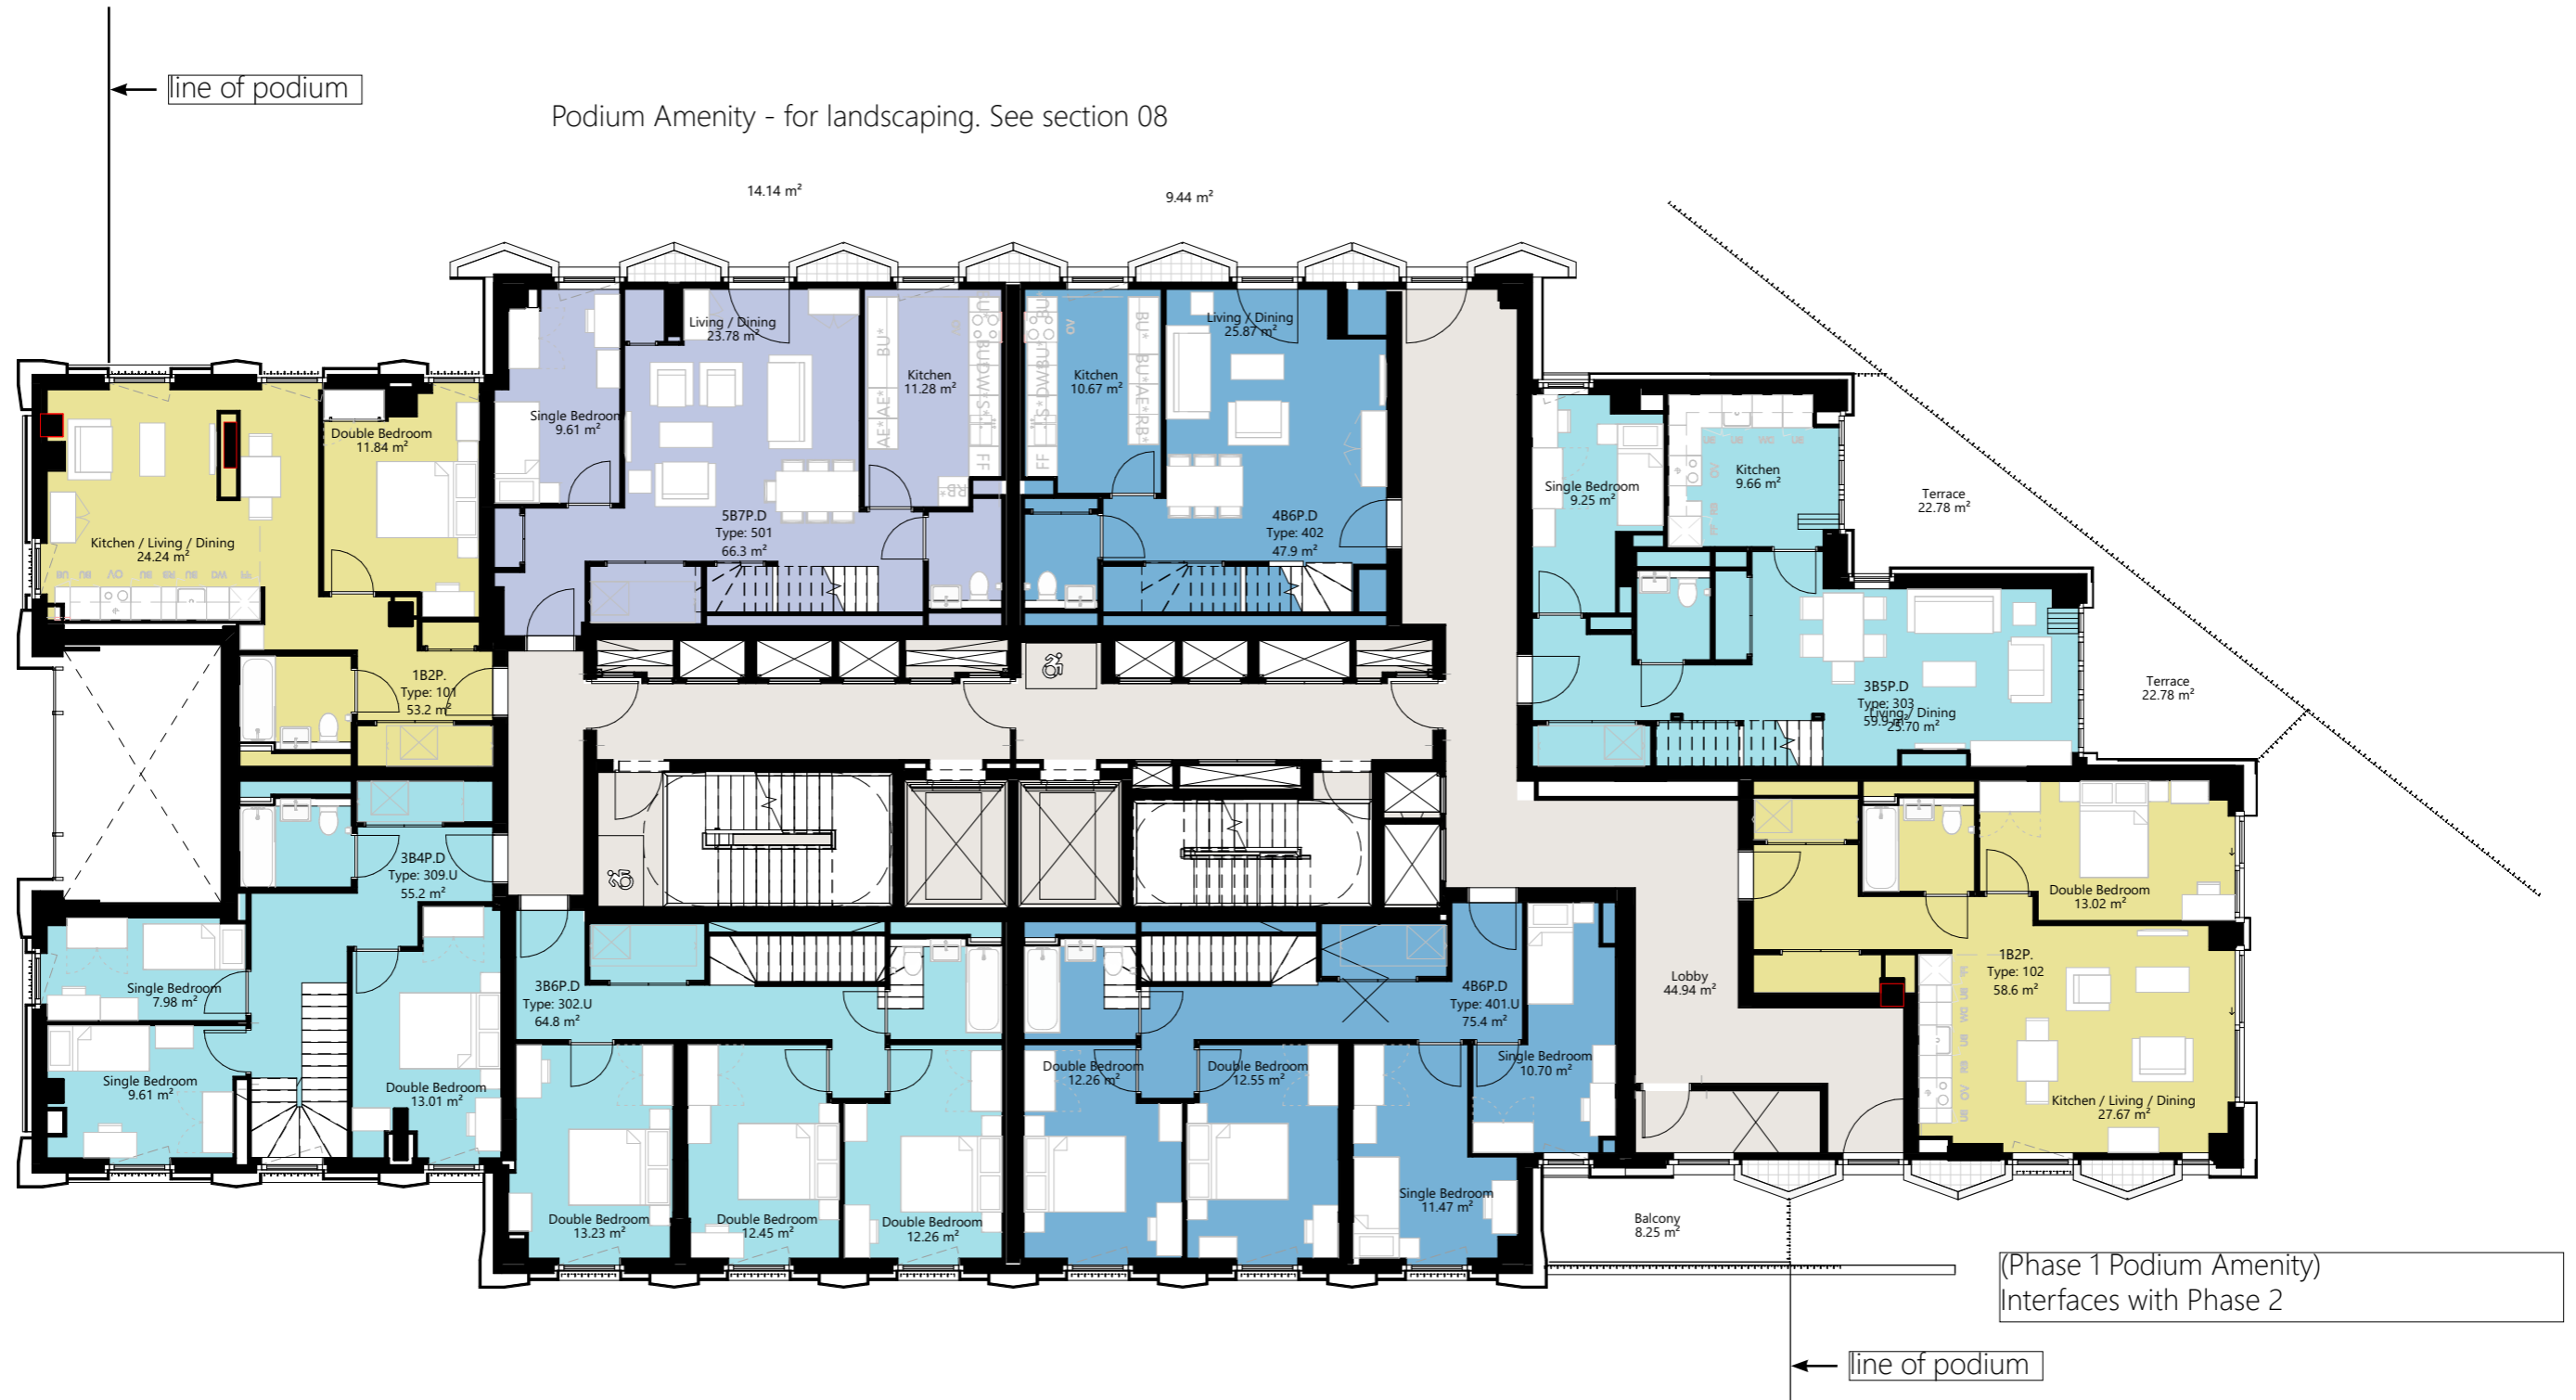 line of podium
Podium Amenity - for landscaping. See section 08
14.14 m²
9.44 m²
Living / Dining
23.78 m²
Living / Dining
25.87 m²
Kitchen
11.28 m²
Kitchen
10.67 m²
Single Bedroom
9.61 m²
Double Bedroom
11.84 m²
Kitchen / Living / Dining
24.24 m²
5B7P.D
Type: 501
66.3 m²
4B6P.D
Type: 402
47.9 m²
Single Bedroom
9.25 m²
Kitchen
9.66 m²
Terrace
22.78 m²
Terrace
22.78 m²
1B2P.
Type: 101
53.2 m²
3B5P.D
Type: 303
59.9 m²
Living / Dining
25.70 m²
3B4P.D
Type: 309.U
55.2 m²
Double Bedroom
13.02 m²
1B2P.
Type: 102
58.6 m²
Single Bedroom
7.98 m²
3B6P.D
Type: 302.U
64.8 m²
4B6P.D
Type: 401.U
75.4 m²
Lobby
44.94 m²
Single Bedroom
9.61 m²
Double Bedroom
13.01 m²
Double Bedroom
12.26 m²
Double Bedroom
12.55 m²
Single Bedroom
10.70 m²
Kitchen / Living / Dining
27.67 m²
Double Bedroom
13.23 m²
Double Bedroom
12.45 m²
Double Bedroom
12.26 m²
Single Bedroom
11.47 m²
Balcony
8.25 m²
(Phase 1 Podium Amenity)
Interfaces with Phase 2
line of podium